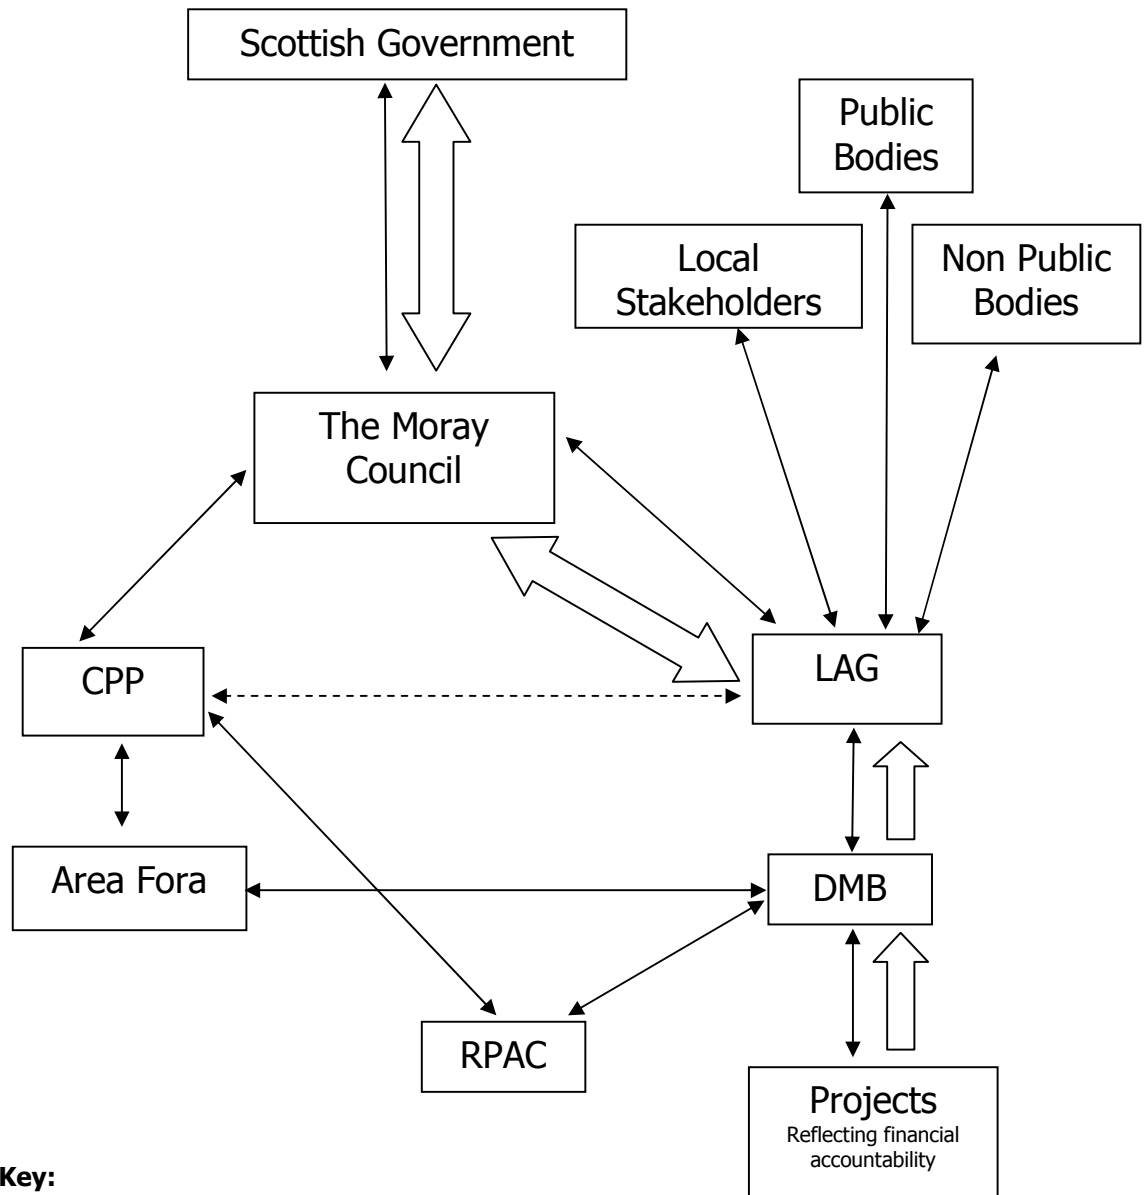 Scottish Government
Public
Bodies
Local
Stakeholders
Non Public
Bodies
The Moray
Council
CPP
LAG
Area Fora
DMB
RPAC
Projects
Reflecting financial
accountability
Key: